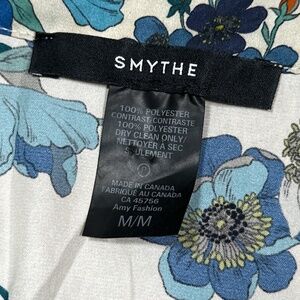 SMYTHE
100% POLYESTER
CONTRAST: CONTRASTE
100% POLYESTER
DRY CLEAN ONLY/
NETTOYER A SEC
SEULEMENT
MADE IN CANADA
FABRIQUÉ AU CANADA
CA 45756
Amy Fashion
M/M